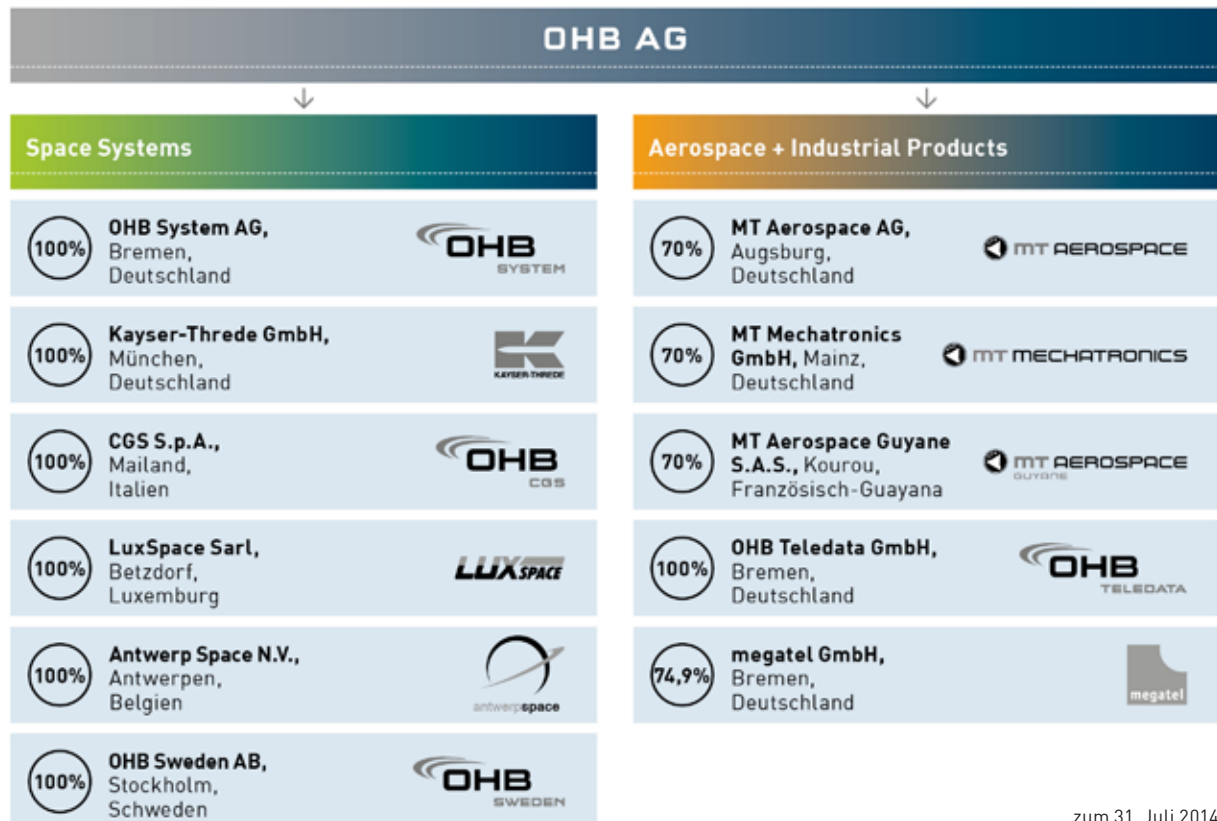 OHB AG
Space Systems
100%
OHB System AG,
Bremen,
Deutschland
OHB
SYSTEM
100%
Kayser-Threde GmbH,
München,
Deutschland
K
KAYSER-THREDE
100%
CGS S.p.A.,
Mailand,
Italien
OHB
CGS
100%
LuxSpace Sarl,
Betzdorf,
Luxemburg
LUXSPACE
100%
Antwerp Space N.V.,
Antwerpen,
Belgien
antwerpspace
100%
OHB Sweden AB,
Stockholm,
Schweden
OHB
SWEDEN
Aerospace + Industrial Products
70%
MT Aerospace AG,
Augsburg,
Deutschland
MT AEROSPACE
70%
MT Mechatronics
GmbH, Mainz,
Deutschland
MT MECHATRONICS
70%
MT Aerospace Guyane
S.A.S., Kourou,
Französisch-Guayana
MT AEROSPACE
GUYANE
100%
OHB Teledata GmbH,
Bremen,
Deutschland
OHB
TELEDATA
74,9%
megatel GmbH,
Bremen,
Deutschland
megatel
zum 31. Juli 2014